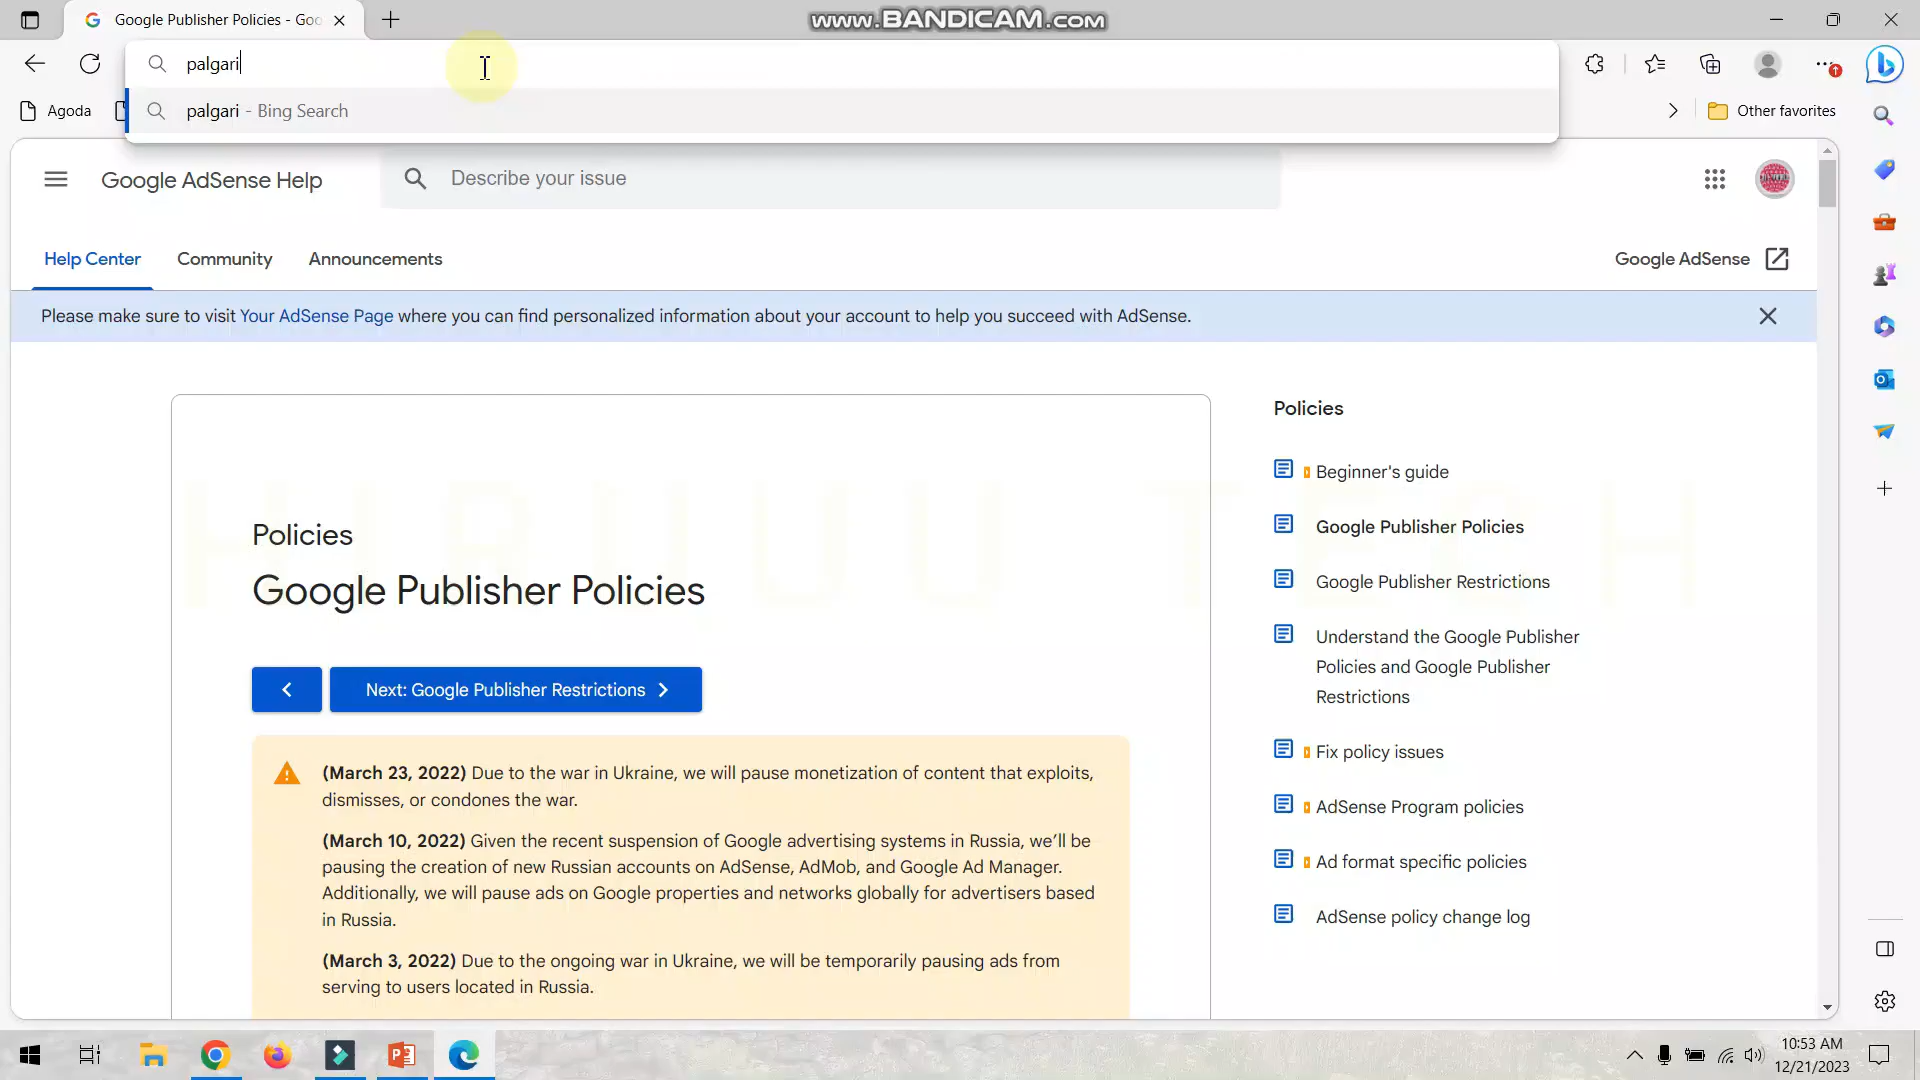 Google Publisher Policies - Goo
www.BANDICAM.com
palgari
palgari - Bing Search
Agoda
Other favorites
Google AdSense Help
Describe your issue
Help Center
Community
Announcements
Google AdSense
Please make sure to visit Your AdSense Page where you can find personalized information about your account to help you succeed with AdSense.
HIRUUU TECH
Policies
Google Publisher Policies
Next: Google Publisher Restrictions
(March 23, 2022) Due to the war in Ukraine, we will pause monetization of content that exploits,
dismisses, or condones the war.
(March 10, 2022) Given the recent suspension of Google advertising systems in Russia, we’ll be
pausing the creation of new Russian accounts on AdSense, AdMob, and Google Ad Manager.
Additionally, we will pause ads on Google properties and networks globally for advertisers based
in Russia.
(March 3, 2022) Due to the ongoing war in Ukraine, we will be temporarily pausing ads from
serving to users located in Russia.
Policies
Beginner's guide
Google Publisher Policies
Google Publisher Restrictions
Understand the Google Publisher
Policies and Google Publisher
Restrictions
Fix policy issues
AdSense Program policies
Ad format specific policies
AdSense policy change log
10:53 AM
12/21/2023